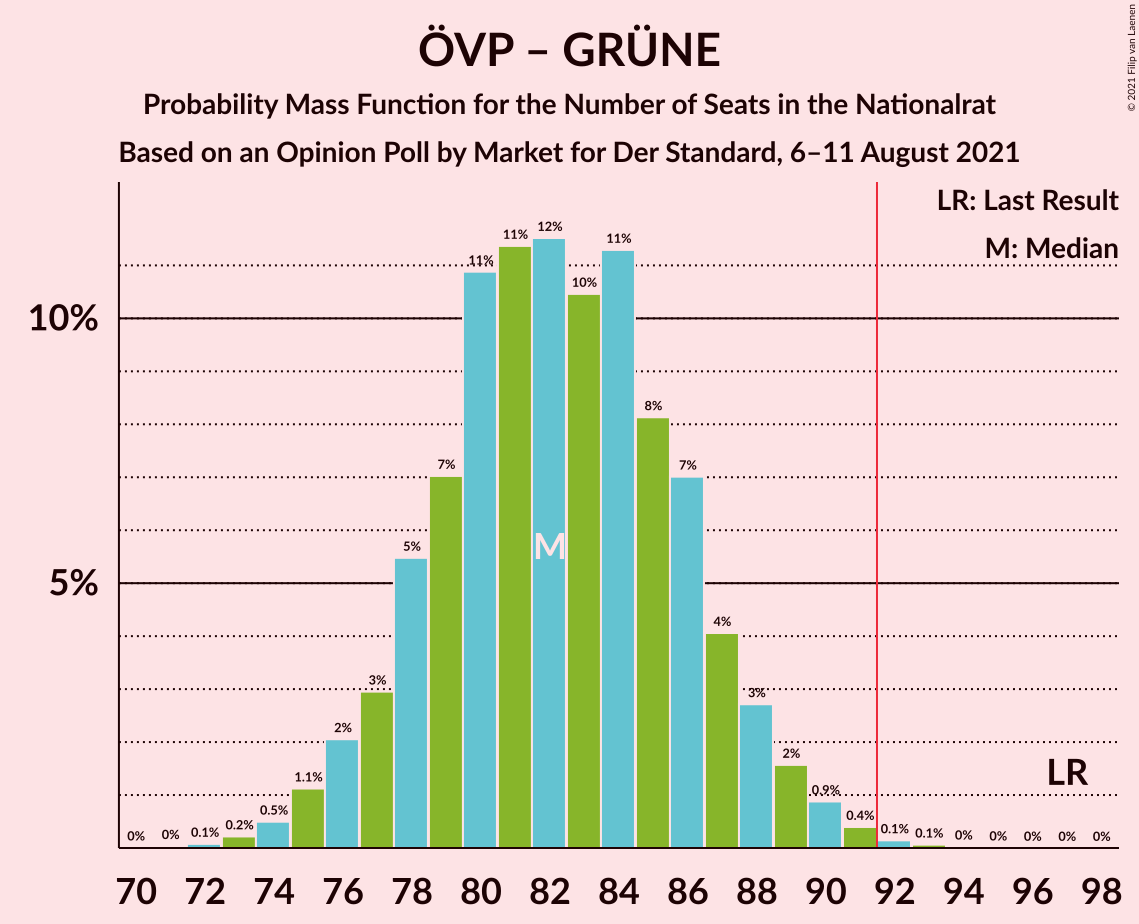 ÖVP – GRÜNE
Probability Mass Function for the Number of Seats in the Nationalrat
Based on an Opinion Poll by Market for Der Standard, 6–11 August 2021
© 2021 Filip van Laenen
LR: Last Result
M: Median
10%
5%
0% 0% 0.1% 0.2% 0.5% 1.1% 2% 3% 5% 7% 11% 11% 12% 10% 11% 8% 7% 4% 3% 2% 0.9% 0.4% 0.1% 0.1% 0% 0% 0% 0% 0%
M
LR
70 72 74 76 78 80 82 84 86 88 90 92 94 96 98